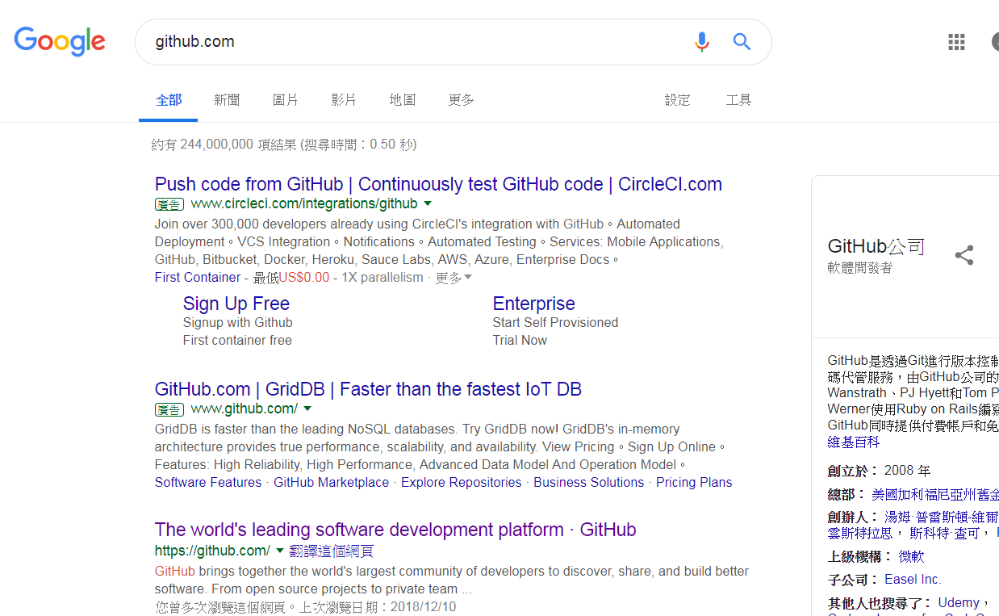 Google
github.com
全部 新聞 圖片 影片 地圖 更多 設定 工具
約有 244,000,000 項結果 (搜尋時間:0.50 秒)
Push code from GitHub | Continuously test GitHub code | CircleCI.com
廣告 www.circleci.com/integrations/github
Join over 300,000 developers already using CircleCI's integration with GitHub。Automated
Deployment。VCS Integration。Notifications。Automated Testing。Services: Mobile Applications,
GitHub, Bitbucket, Docker, Heroku, Sauce Labs, AWS, Azure, Enterprise Docs。
First Container - 最低US$0.00 - 1X parallelism · 更多
Sign Up Free
Signup with Github
First container free
Enterprise
Start Self Provisioned
Trial Now
GitHub.com | GridDB | Faster than the fastest IoT DB
廣告 www.github.com/
GridDB is faster than the leading NoSQL databases. Try GridDB now! GridDB's in-memory
architecture provides true performance, scalability, and availability. View Pricing。Sign Up Online。
Features: High Reliability, High Performance, Advanced Data Model And Operation Model。
Software Features · GitHub Marketplace · Explore Repositories · Business Solutions · Pricing Plans
The world's leading software development platform · GitHub
https://github.com/ 翻譯這個網頁
GitHub brings together the world's largest community of developers to discover, share, and build better
software. From open source projects to private team ...
您曾多次瀏覽這個網頁。上次瀏覽日期:2018/12/10
GitHub公司
軟體開發者
GitHub是透過Git進行版本控制
碼代管服務,由GitHub公司的
Wanstrath、PJ Hyett和Tom P
Werner使用Ruby on Rails編寫
GitHub同時提供付費帳戶和免
維基百科
創立於: 2008 年
總部: 美國加利福尼亞州舊金
創辦人: 湯姆·普雷斯頓-維爾
雲斯特拉思, 斯科特·查可,
上級機構: 微軟
子公司: Easel Inc.
其他人也搜尋了: Udemy,